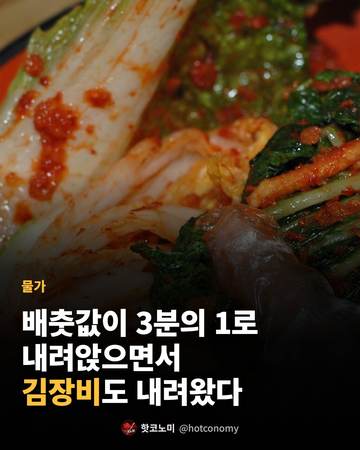 물가
배춧값이 3분의 1로
내려앉으면서
김장비도 내려왔다
핫코노미 @hotconomy